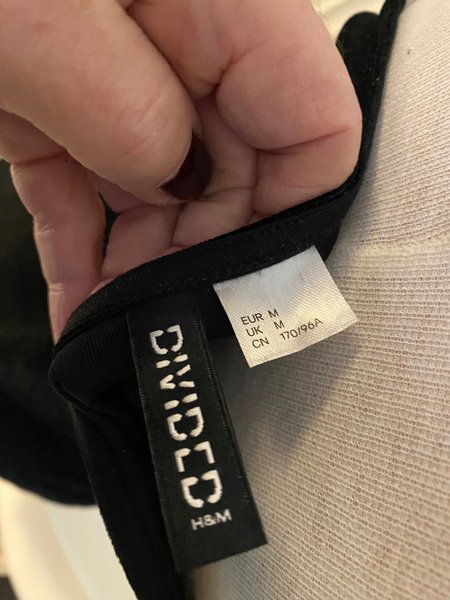 EUR M
UK M
CN 170/96A
DIVIDED
H&M